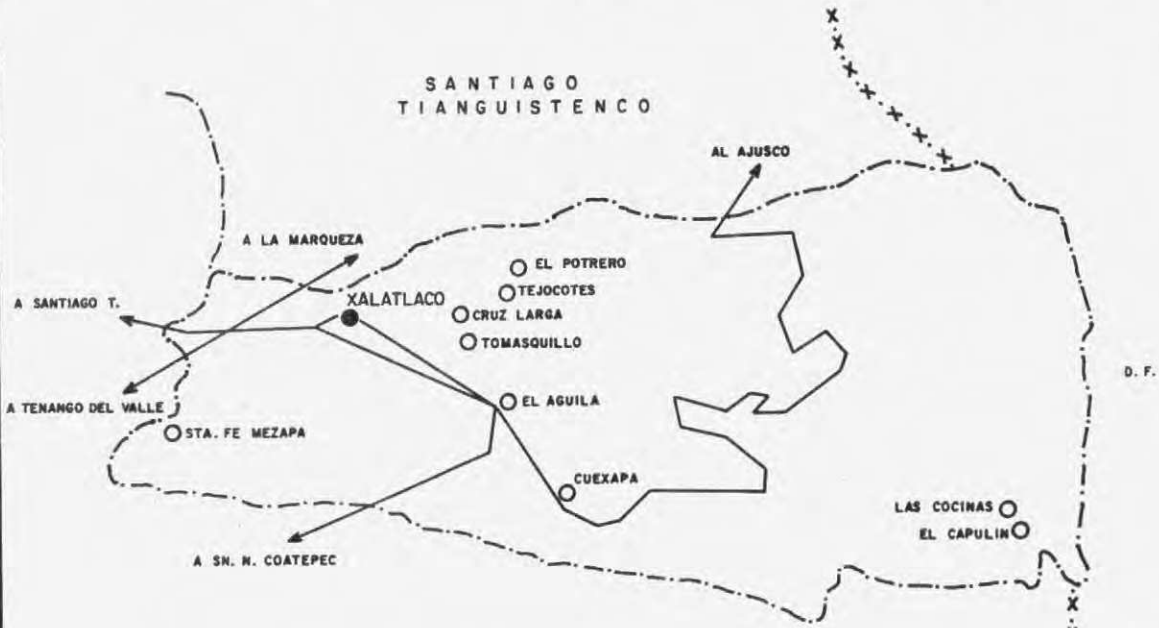 SANTIAGO
TIANGUISTENCO
AL AJUSCO
A LA MARQUEZA
EL POTRERO
TEJOCOTES
A SANTIAGO T.
XALATLACO
CRUZ LARGA
TOMASQUILLO
D. F.
A TENANGO DEL VALLE
EL AGUILA
STA. FE MEZAPA
CUEXAPA
LAS COCINAS
EL CAPULIN
A SN. N. COATEPEC